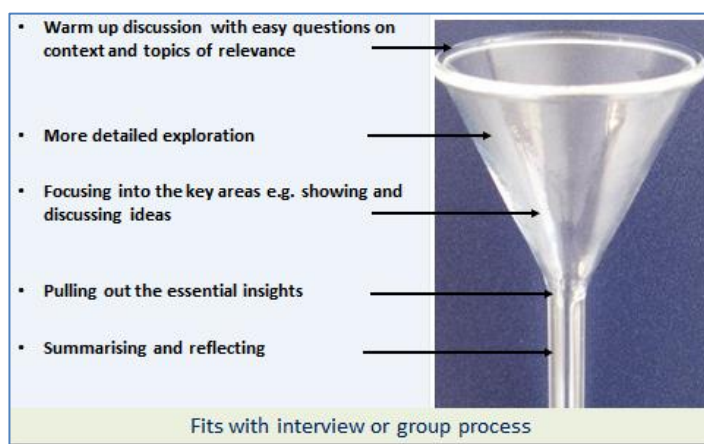 • Warm up discussion with easy questions on
context and topics of relevance
• More detailed exploration
• Focusing into the key areas e.g. showing and
discussing ideas
• Pulling out the essential insights
• Summarising and reflecting
Fits with interview or group process